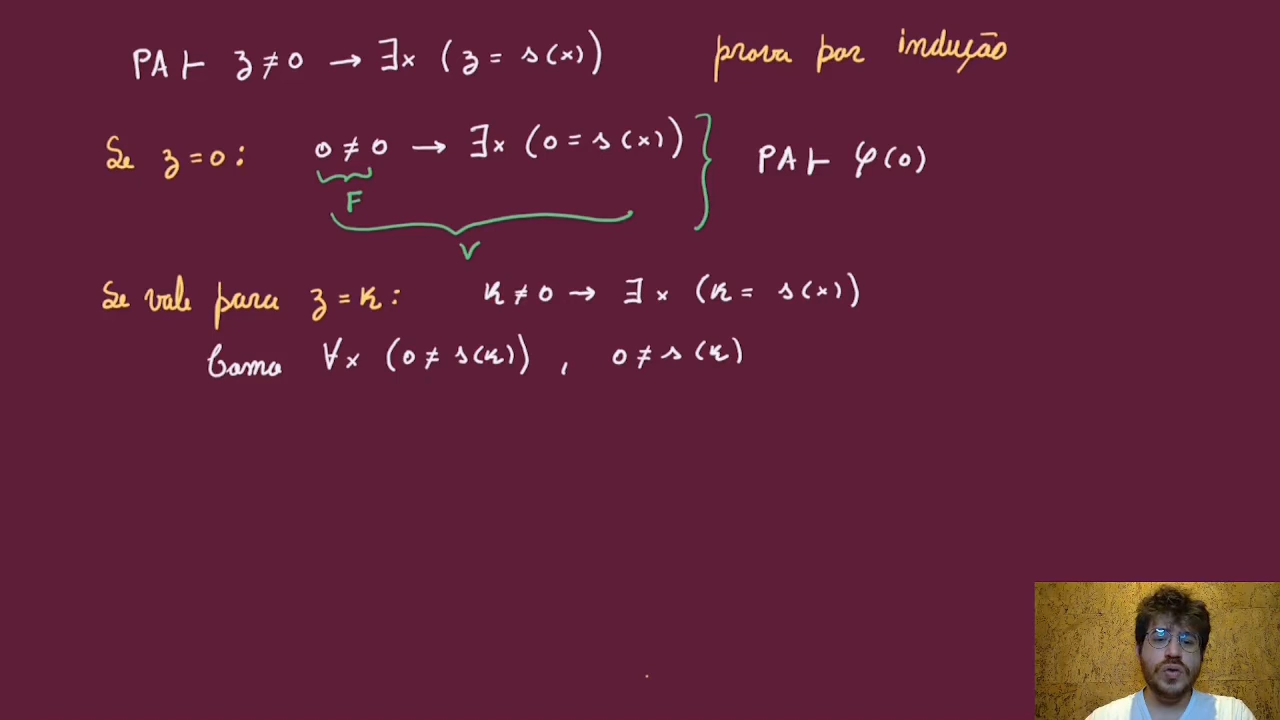 PA ⊢ z ≠ 0 → ∃x (z = s(x)) prova por indução
Se z = 0: 0 ≠ 0 → ∃x (0 = s(x)) PA ⊢ φ(0)
F
V
Se vale para z = k: k ≠ 0 → ∃x (k = s(x))
Como ∀x (0 ≠ s(k)), 0 ≠ s(k)